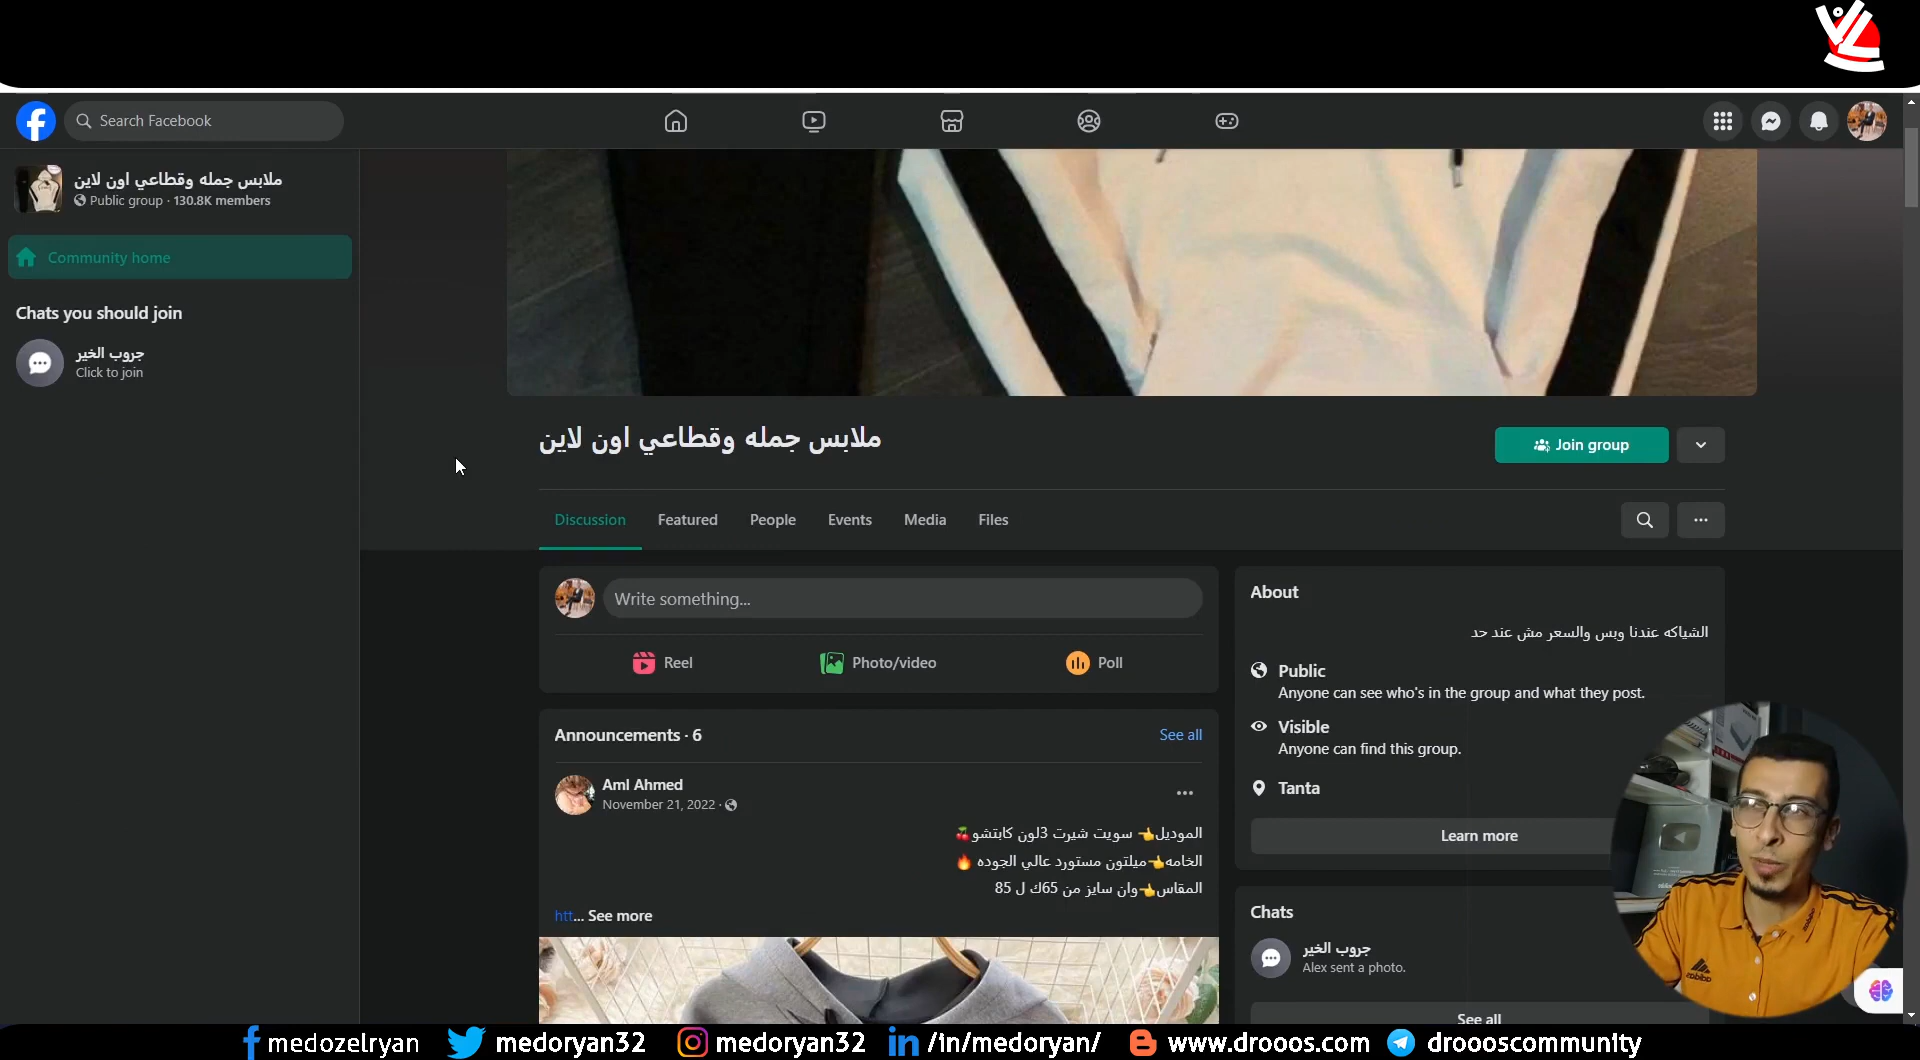 Search Facebook
ملابس جمله وقطاعي اون لاين
Public group · 130.8K members
Community home
Chats you should join
جروب الخير
Click to join
ملابس جمله وقطاعي اون لاين
Join group
Discussion
Featured
People
Events
Media
Files
Write something...
Reel
Photo/video
Poll
Announcements · 6
See all
Aml Ahmed
November 21, 2022 ·
الموديل👈 سويت شيرت 3لون كابتشو🍒
الخامه👈ميلتون مستورد عالي الجوده 🔥
المقاس👈وان سايز من 65ك ل 85
htt... See more
About
الشياكه عندنا وبس والسعر مش عند حد
Public
Anyone can see who's in the group and what they post.
Visible
Anyone can find this group.
Tanta
Learn more
Chats
جروب الخير
Alex sent a photo.
See all
adidas
medozelryan
medoryan32
medoryan32
/in/medoryan/
www.drooos.com
droooscommunity